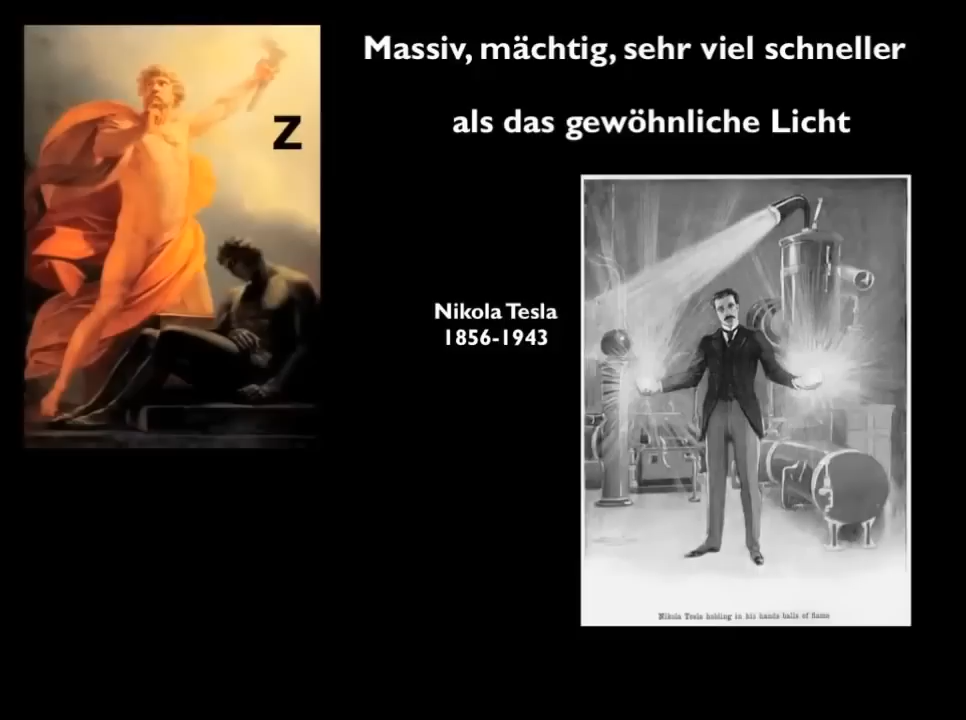 Massiv, mächtig, sehr viel schneller
als das gewöhnliche Licht
Z
Nikola Tesla
1856-1943
Nikola Tesla holding in his hands balls of flame